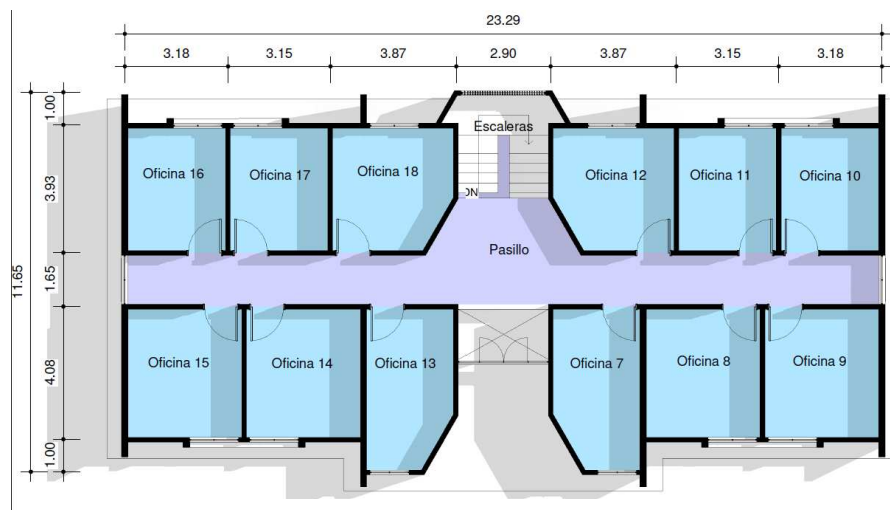 23.29
3.18 3.15 3.87 2.90 3.87 3.15 3.18
1.00
Escaleras
Oficina 16 Oficina 17 Oficina 18 Oficina 12 Oficina 11 Oficina 10
3.93
Pasillo
11.65
1.65
Oficina 15 Oficina 14 Oficina 13 Oficina 7 Oficina 8 Oficina 9
4.08
1.00